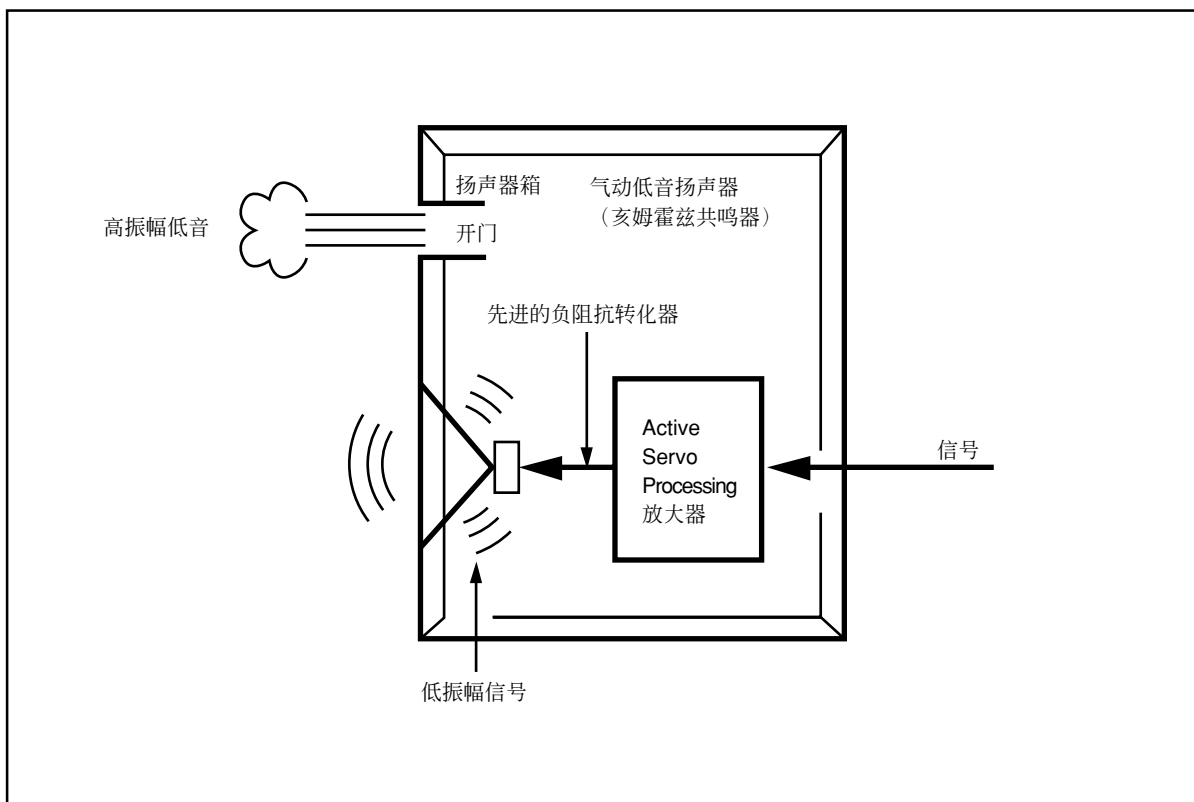 扬声器箱
气动低音扬声器
（亥姆霍兹共鸣器）
高振幅低音
开门
先进的负阻抗转化器
Active
Servo
Processing
放大器
信号
低振幅信号